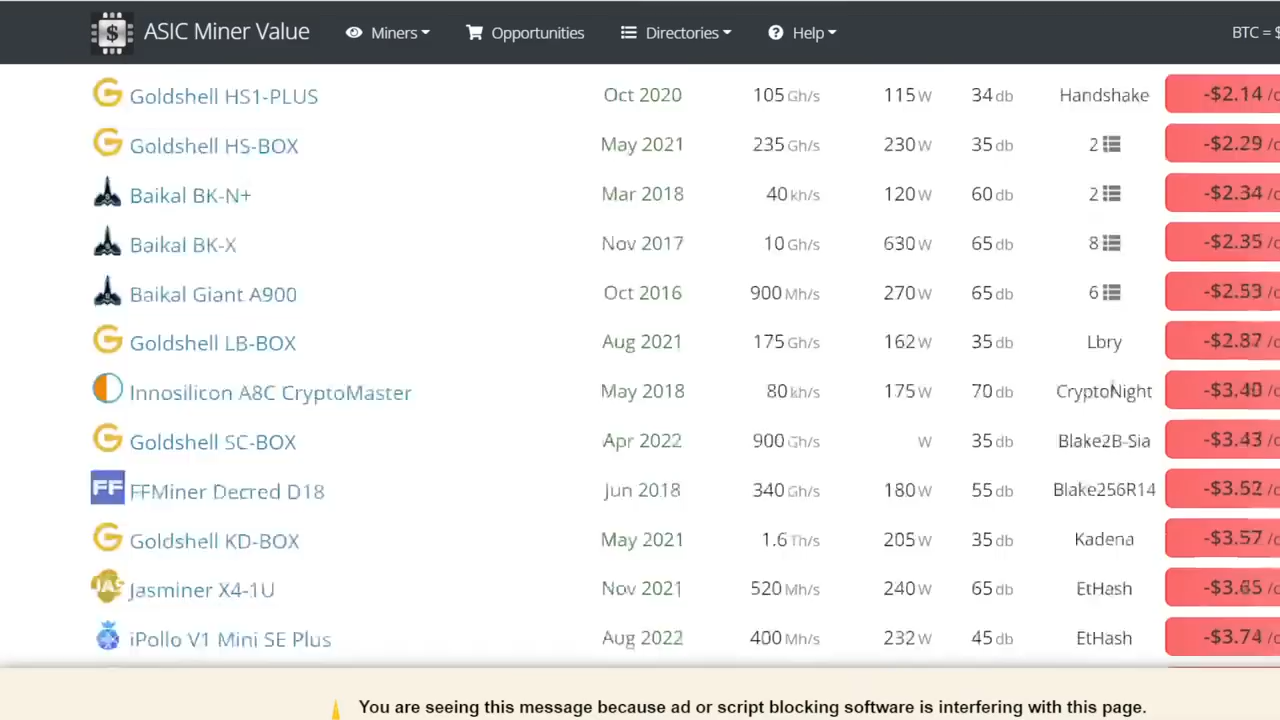 ASIC Miner Value Miners Opportunities Directories Help BTC = $
Goldshell HS1-PLUS Oct 2020 105 Gh/s 115 W 34 db Handshake -$2.14 /d
Goldshell HS-BOX May 2021 235 Gh/s 230 W 35 db 2 -$2.29 /d
Baikal BK-N+ Mar 2018 40 kh/s 120 W 60 db 2 -$2.34 /d
Baikal BK-X Nov 2017 10 Gh/s 630 W 65 db 8 -$2.35 /d
Baikal Giant A900 Oct 2016 900 Mh/s 270 W 65 db 6 -$2.53 /d
Goldshell LB-BOX Aug 2021 175 Gh/s 162 W 35 db Lbry -$2.87 /d
Innosilicon A8C CryptoMaster May 2018 80 kh/s 175 W 70 db CryptoNight -$3.40 /d
Goldshell SC-BOX Apr 2022 900 Gh/s W 35 db Blake2B-Sia -$3.43 /d
FF FFMiner Decred D18 Jun 2018 340 Gh/s 180 W 55 db Blake256R14 -$3.52 /d
Goldshell KD-BOX May 2021 1.6 Th/s 205 W 35 db Kadena -$3.57 /d
JAS Jasminer X4-1U Nov 2021 520 Mh/s 240 W 65 db EtHash -$3.65 /d
iPollo V1 Mini SE Plus Aug 2022 400 Mh/s 232 W 45 db EtHash -$3.74 /d
You are seeing this message because ad or script blocking software is interfering with this page.